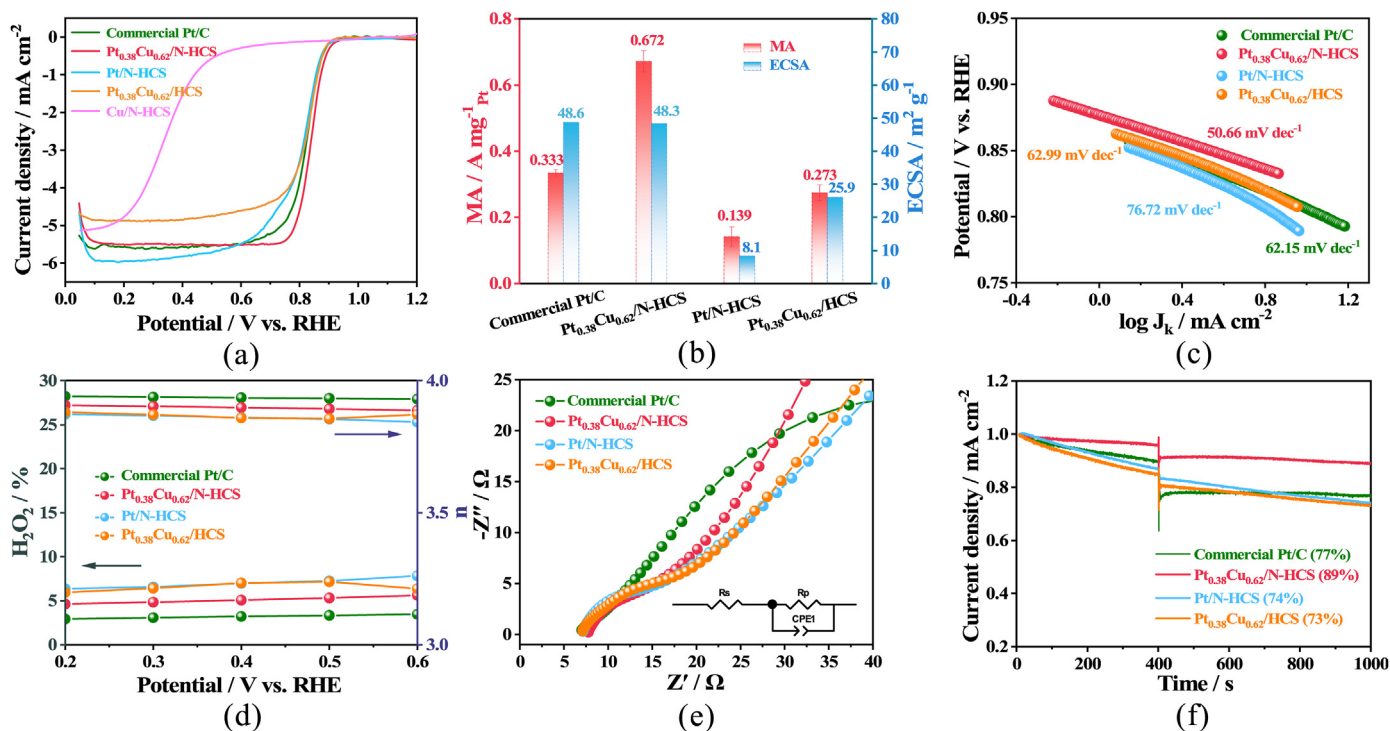 Current density / mA cm⁻²
0
-1
-2
-3
-4
-5
-6
Commercial Pt/C
Pt₀.₃₈Cu₀.₆₂/N-HCS
Pt/N-HCS
Pt₀.₃₈Cu₀.₆₂/HCS
Cu/N-HCS
0.0 0.2 0.4 0.6 0.8 1.0 1.2
Potential / V vs. RHE
(a)
MA / A mg⁻¹Pt
0.8
0.6
0.4
0.2
0.0
MA
ECSA
0.333
48.6
0.672
48.3
0.139
8.1
0.273
25.9
80
70
60
50
40
30
20
10
0
ECSA / m² g⁻¹
Commercial Pt/C
Pt₀.₃₈Cu₀.₆₂/N-HCS
Pt/N-HCS
Pt₀.₃₈Cu₀.₆₂/HCS
(b)
Potential / V vs. RHE
0.95
0.90
0.85
0.80
0.75
Commercial Pt/C
Pt₀.₃₈Cu₀.₆₂/N-HCS
Pt/N-HCS
Pt₀.₃₈Cu₀.₆₂/HCS
50.66 mV dec⁻¹
62.99 mV dec⁻¹
76.72 mV dec⁻¹
62.15 mV dec⁻¹
-0.4 0.0 0.4 0.8 1.2
log Jₖ / mA cm⁻²
(c)
H₂O₂ / %
30
25
20
15
10
5
0
Commercial Pt/C
Pt₀.₃₈Cu₀.₆₂/N-HCS
Pt/N-HCS
Pt₀.₃₈Cu₀.₆₂/HCS
4.0
3.5
3.0
n
0.2 0.3 0.4 0.5 0.6
Potential / V vs. RHE
(d)
-Z″ / Ω
25
20
15
10
5
0
Commercial Pt/C
Pt₀.₃₈Cu₀.₆₂/N-HCS
Pt/N-HCS
Pt₀.₃₈Cu₀.₆₂/HCS
Rs
Rp
CPE1
0 5 10 15 20 25 30 35 40
Z′ / Ω
(e)
Current density / mA cm⁻²
1.2
1.0
0.8
0.6
0.4
0.2
Commercial Pt/C (77%)
Pt₀.₃₈Cu₀.₆₂/N-HCS (89%)
Pt/N-HCS (74%)
Pt₀.₃₈Cu₀.₆₂/HCS (73%)
0 200 400 600 800 1000
Time / s
(f)